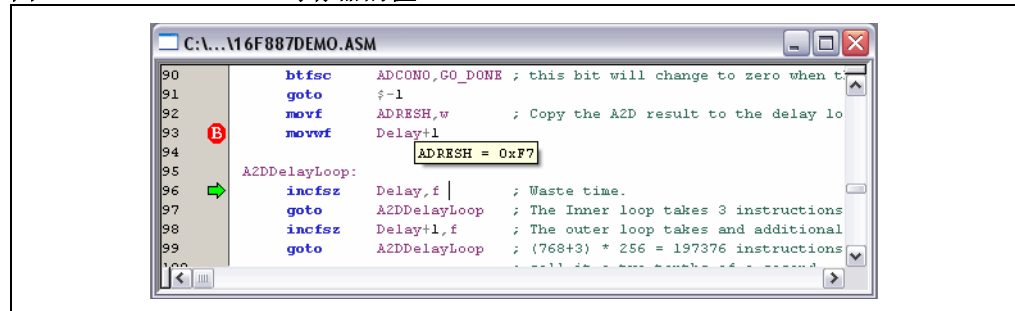 C:\...\16F887DEMO.ASM
90 btfsc ADCON0,GO_DONE ; this bit will change to zero when t
91 goto $-1
92 movf ADRESH,w ; Copy the A2D result to the delay lo
93 B movwf Delay+1
94 ADRESH = 0xF7
95 A2DDelayLoop:
96 incfsz Delay,f ; Waste time.
97 goto A2DDelayLoop ; The Inner loop takes 3 instructions
98 incfsz Delay+1,f ; The outer loop takes and additional
99 goto A2DDelayLoop ; (768+3) * 256 = 197376 instructions